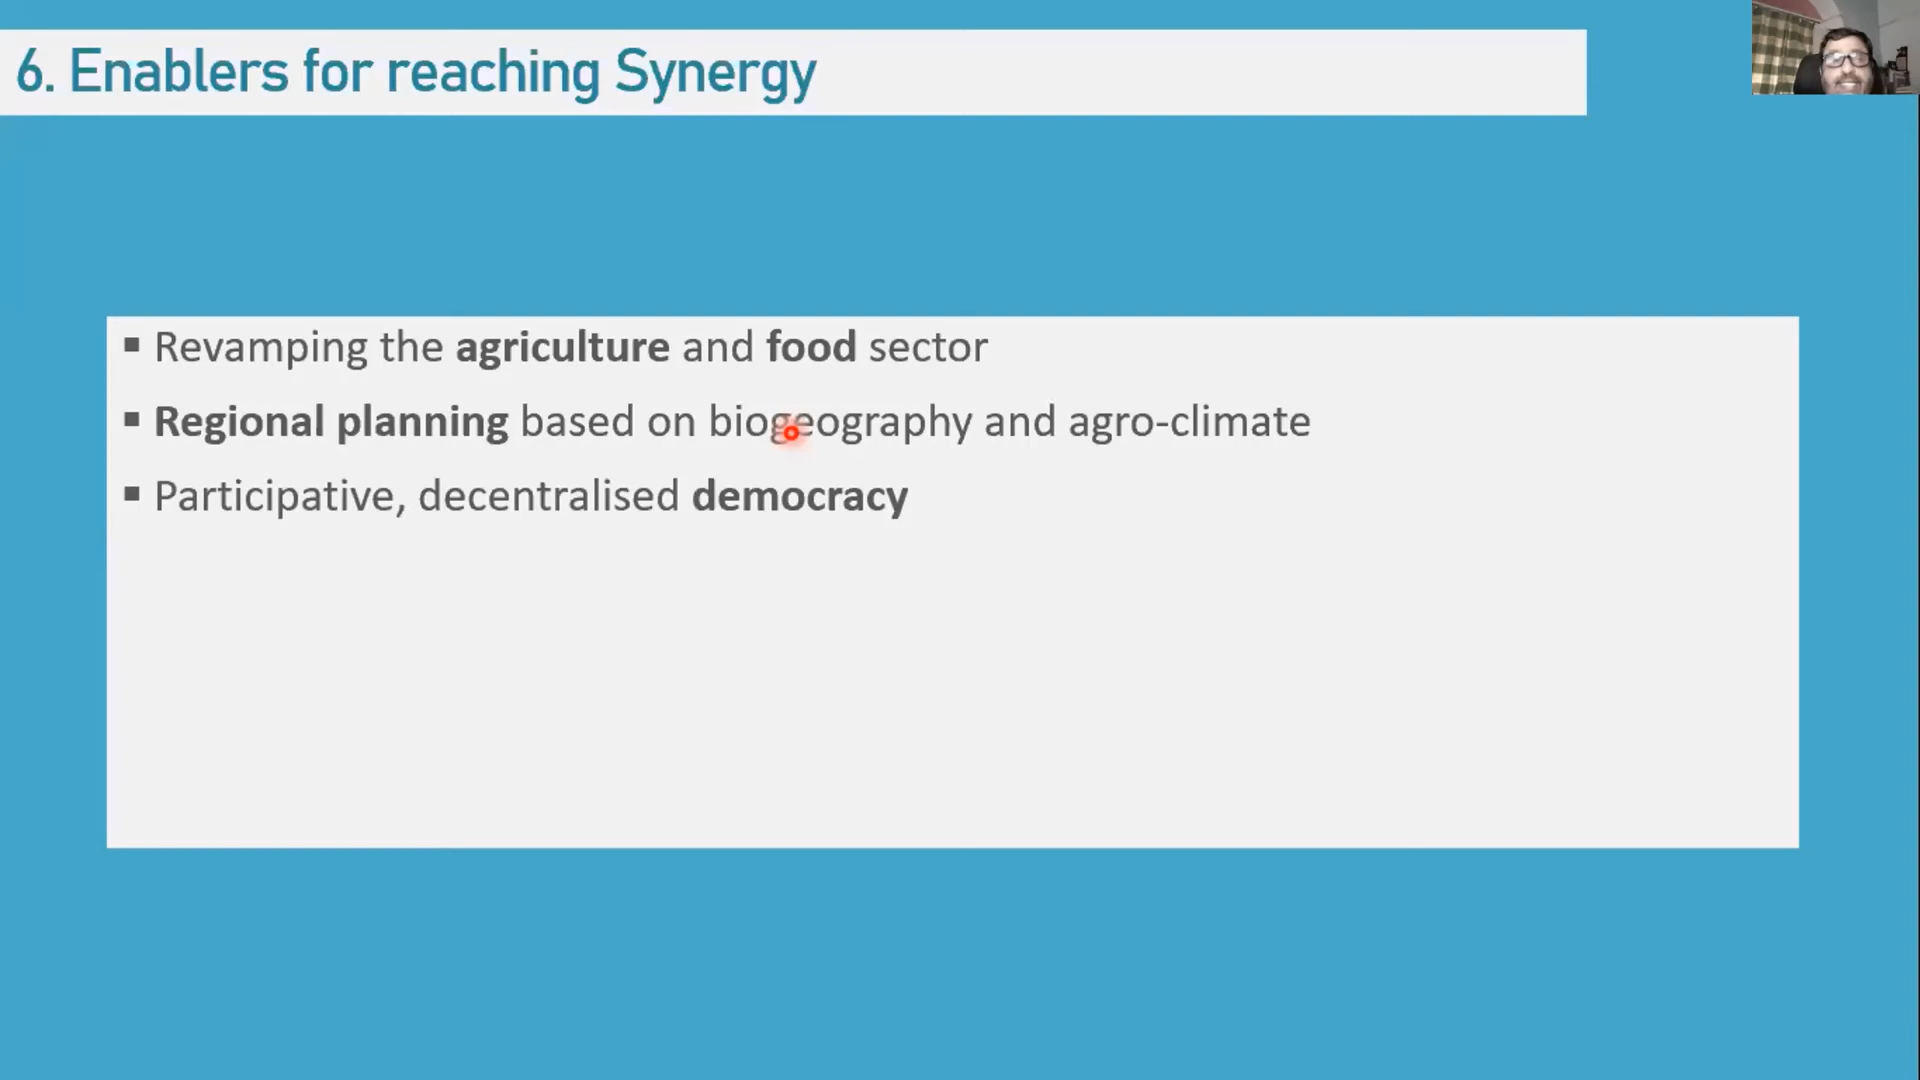 6. Enablers for reaching Synergy
▪ Revamping the agriculture and food sector
▪ Regional planning based on biogeography and agro-climate
▪ Participative, decentralised democracy